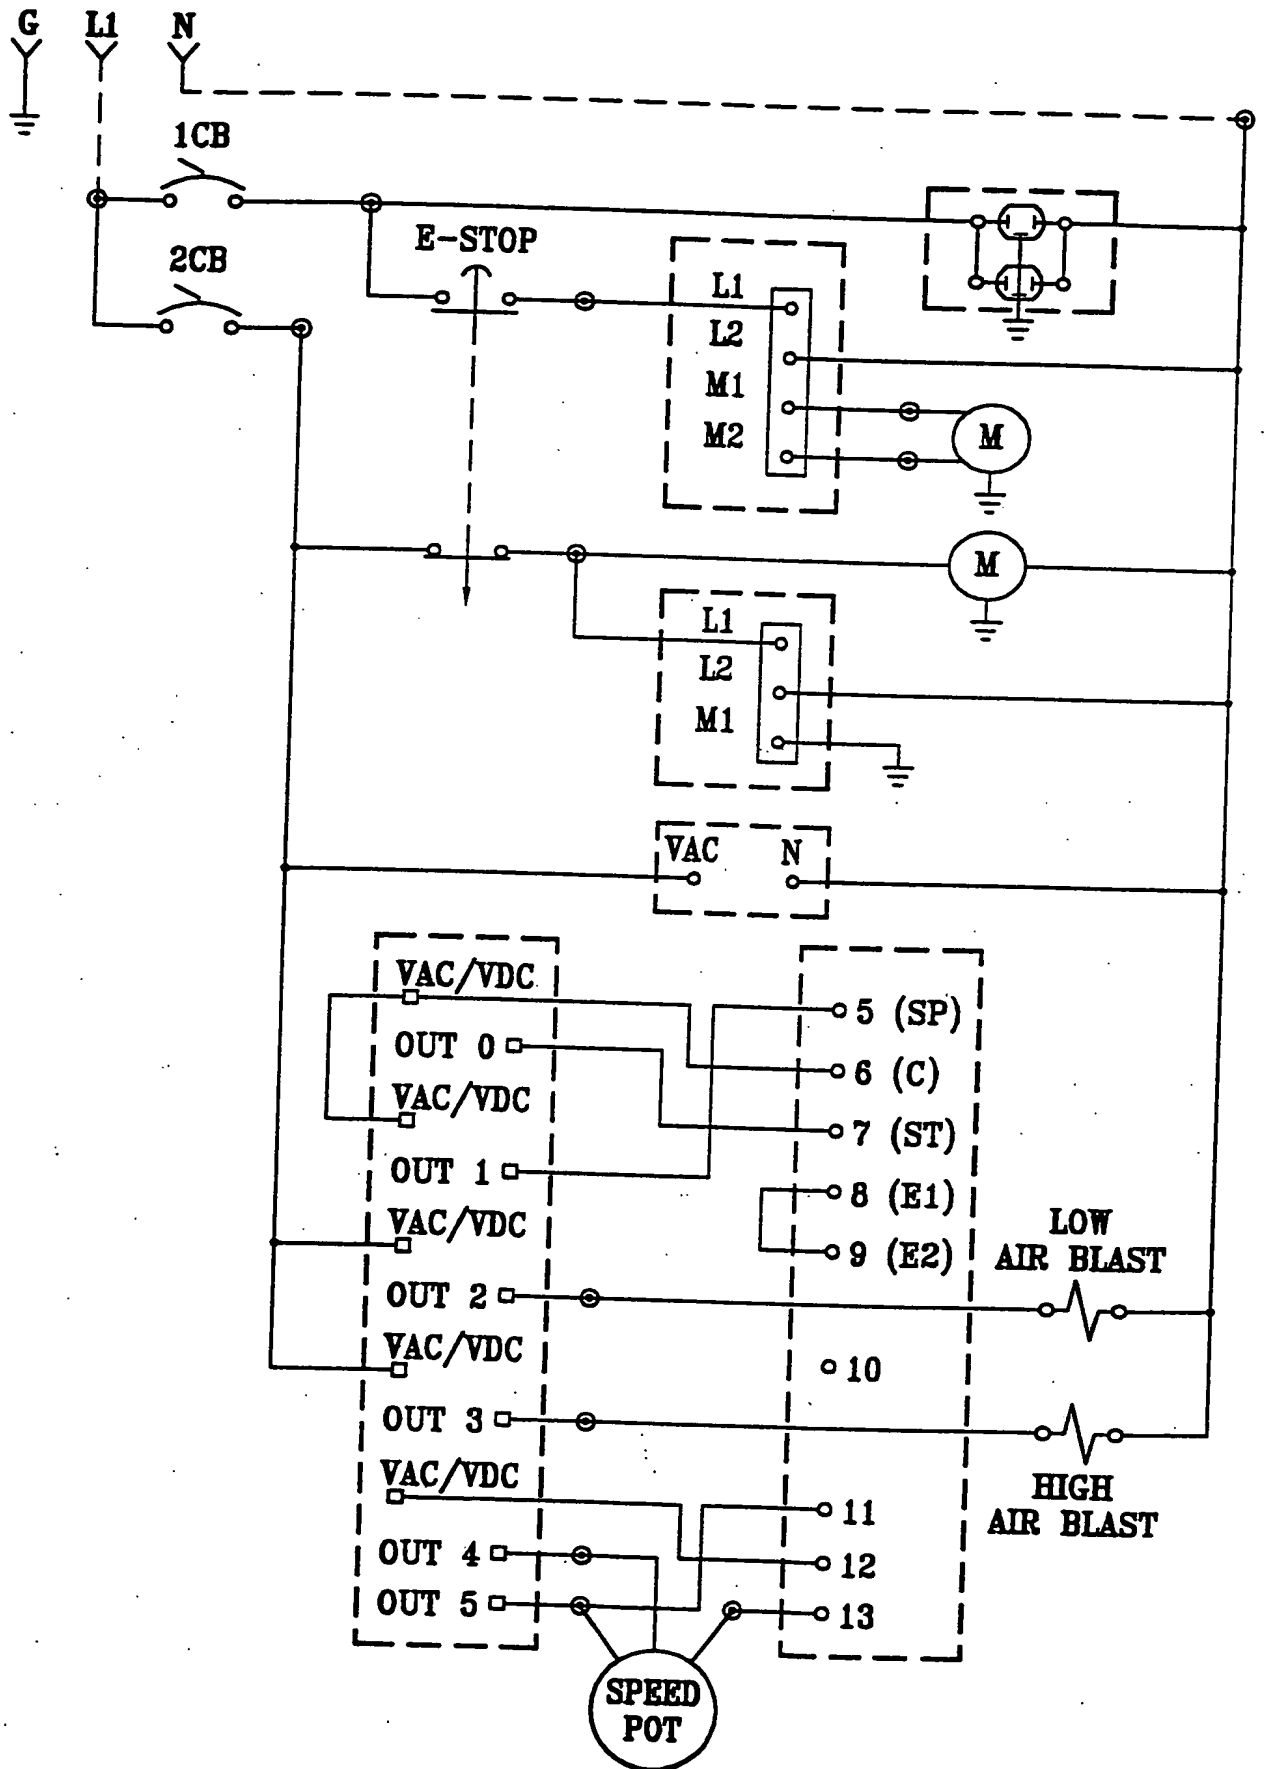 G L1 N
1CB
E-STOP
2CB
L1
L2
M1
M2
M
M
L1
L2
M1
VAC N
VAC/VDC
OUT 0
VAC/VDC
OUT 1
VAC/VDC
OUT 2
VAC/VDC
OUT 3
VAC/VDC
OUT 4
OUT 5
5 (SP)
6 (C)
7 (ST)
8 (E1)
9 (E2)
10
11
12
13
LOW
AIR BLAST
HIGH
AIR BLAST
SPEED
POT